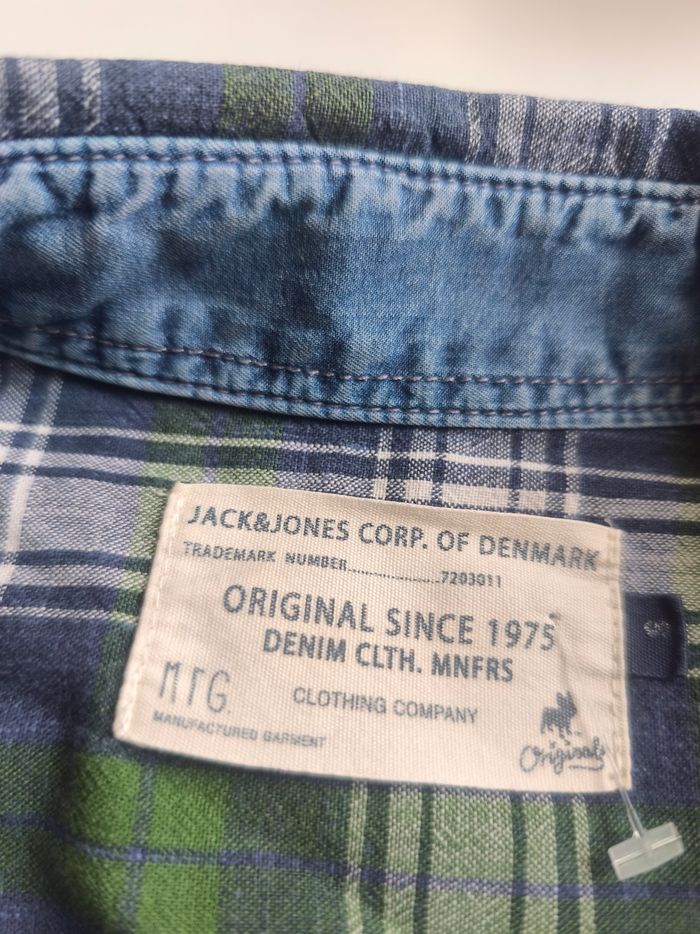 JACK&JONES CORP. OF DENMARK
TRADEMARK NUMBER......................7203011
ORIGINAL SINCE 1975
DENIM CLTH. MNFRS
MFG.
CLOTHING COMPANY
MANUFACTURED GARMENT
Originals